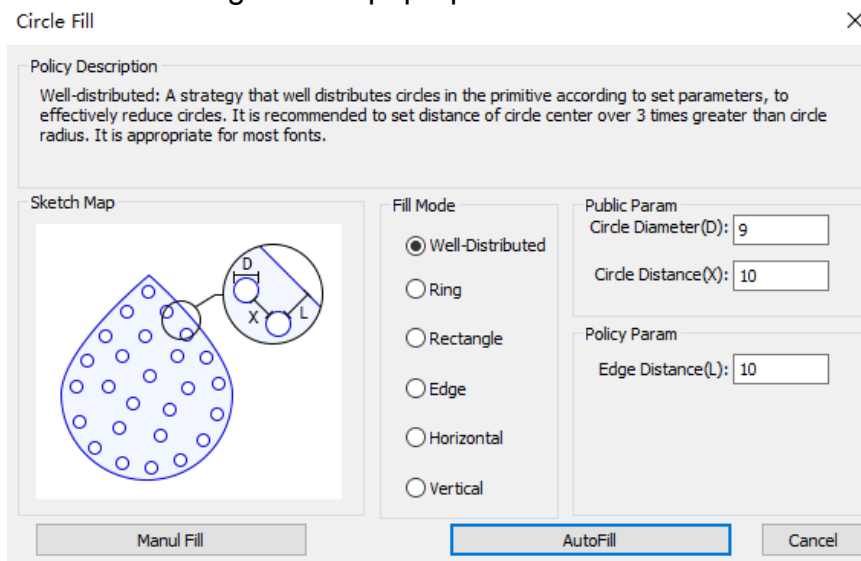 Circle Fill
Policy Description
Well-distributed: A strategy that well distributes circles in the primitive according to set parameters, to
effectively reduce circles. It is recommended to set distance of circle center over 3 times greater than circle
radius. It is appropriate for most fonts.
Sketch Map
D
X
L
Fill Mode
Well-Distributed
Ring
Rectangle
Edge
Horizontal
Vertical
Public Param
Circle Diameter(D): 9
Circle Distance(X): 10
Policy Param
Edge Distance(L): 10
Manul Fill
AutoFill
Cancel